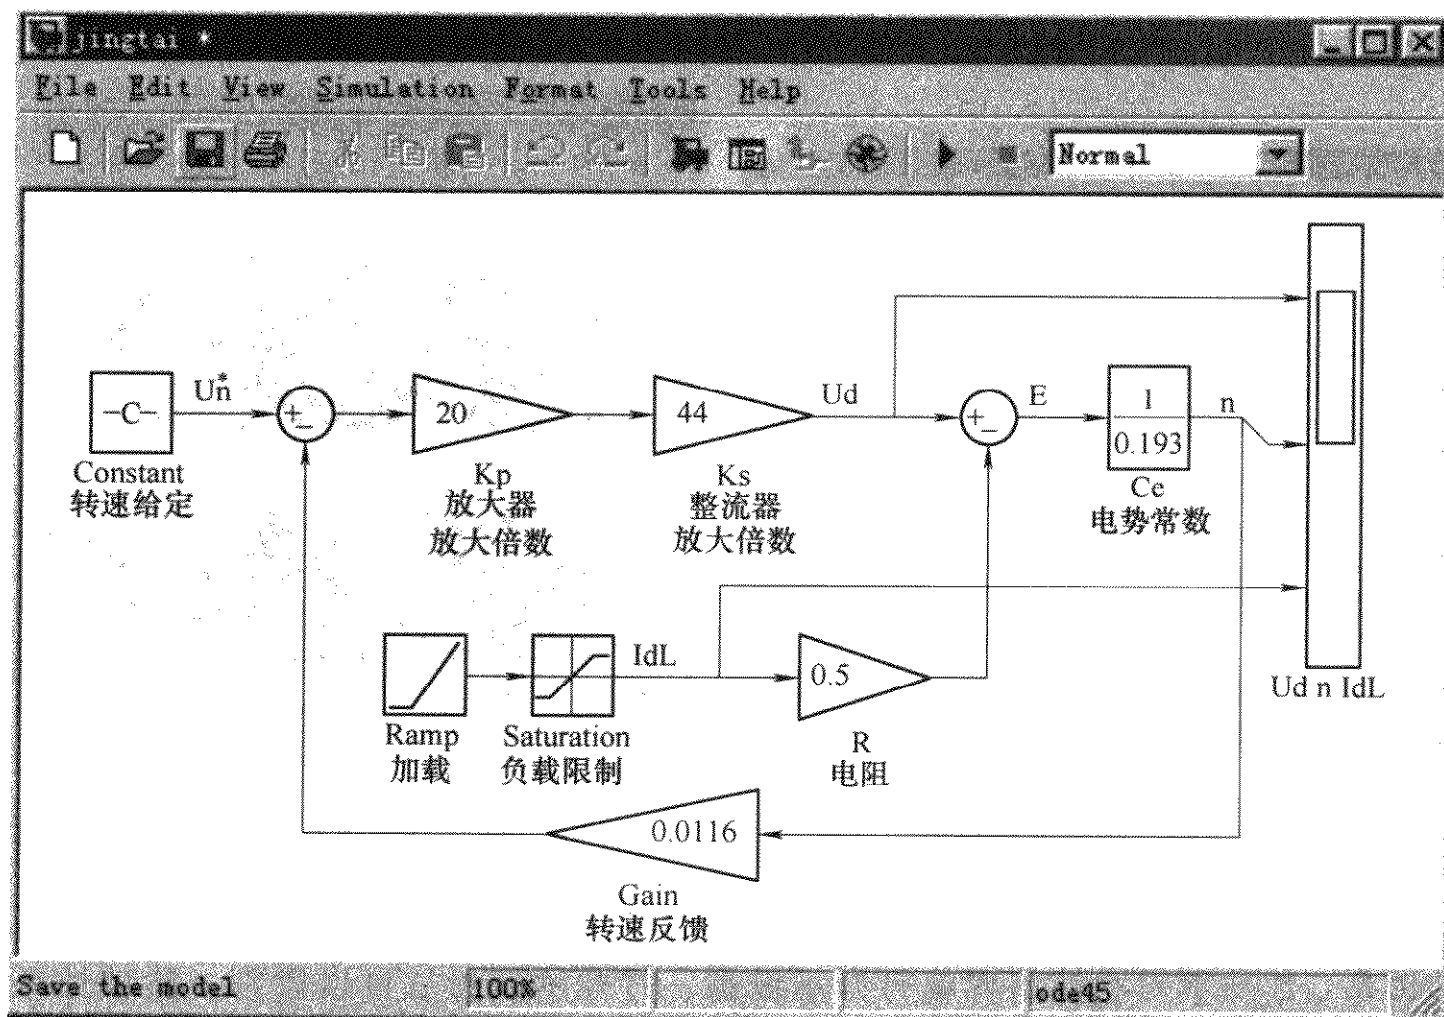 jingtai *
File Edit View Simulation Format Tools Help
Normal
-C-
Un*
+
-
20
44
Ud
+
-
E
1
0.193
n
Constant
转速给定
Kp
放大器
放大倍数
Ks
整流器
放大倍数
Ce
电势常数
IdL
0.5
Ud n IdL
Ramp
加载
Saturation
负载限制
R
电阻
0.0116
Gain
转速反馈
Save the model
100%
ode45